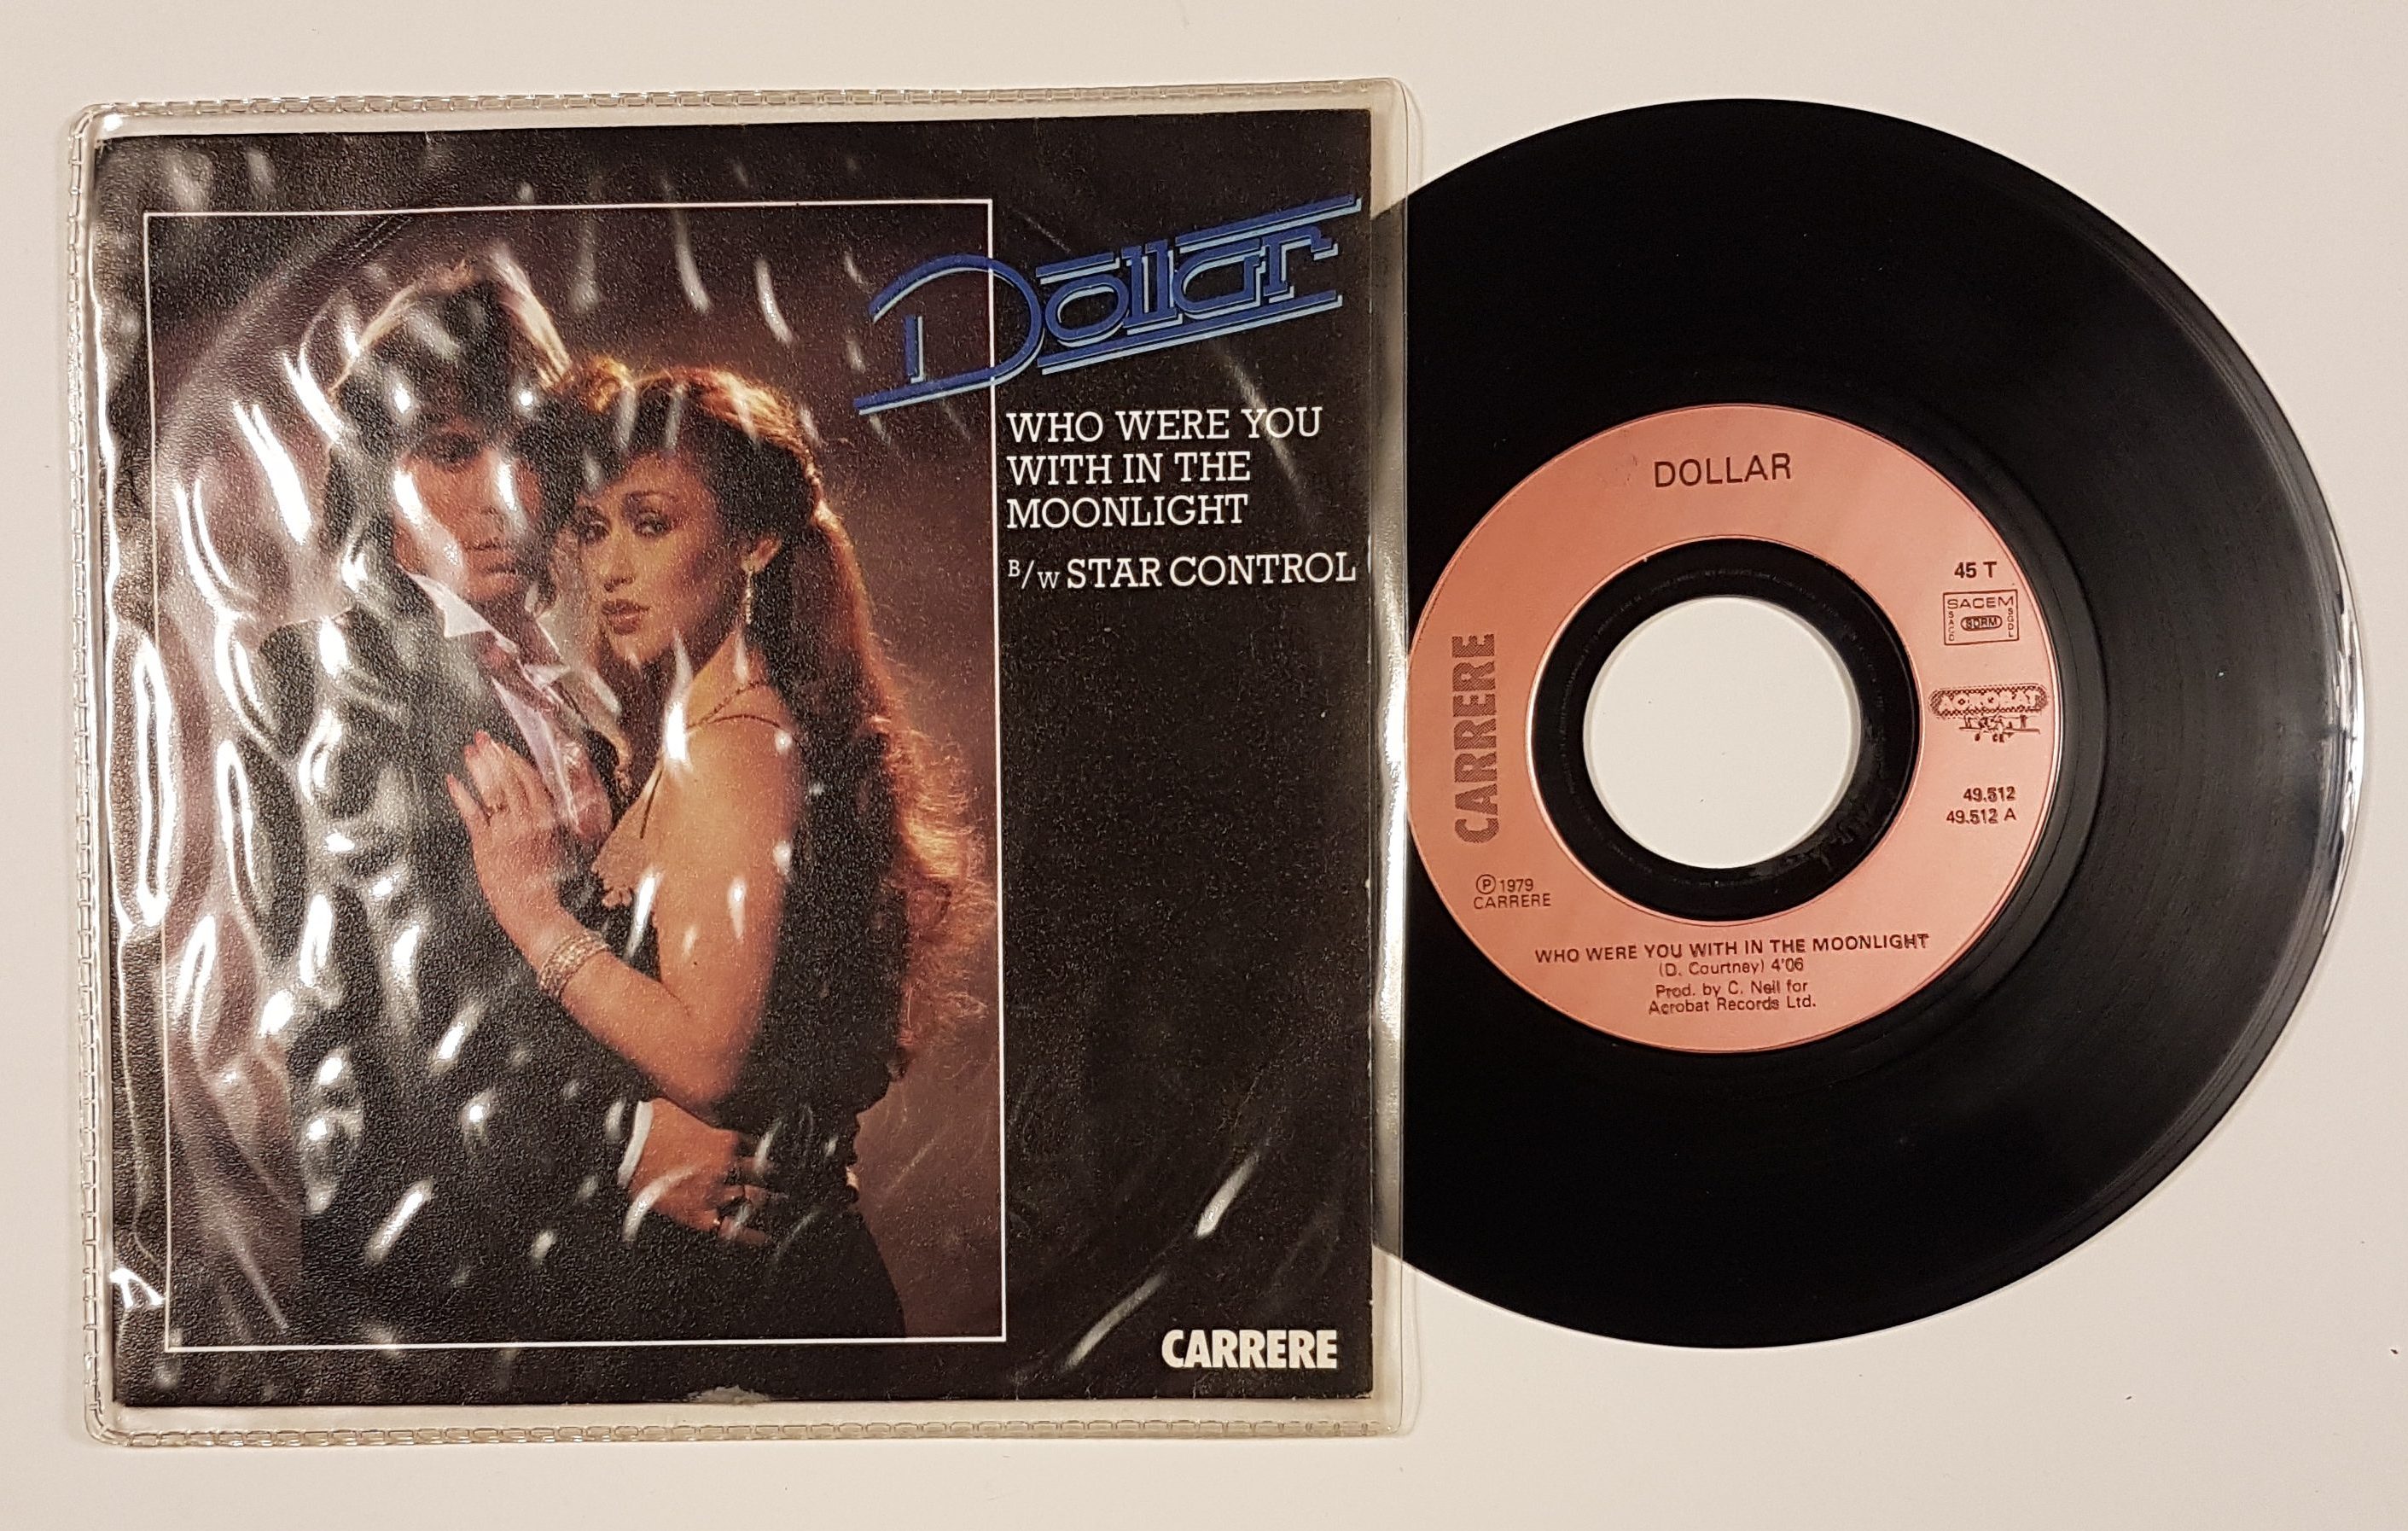 Dollar
WHO WERE YOU
WITH IN THE
MOONLIGHT
B/W STAR CONTROL
CARRERE
DOLLAR
45 T
SACEM
SACD
SDRM
SGDL
CARRERE
49.512
49.512 A
Ⓟ 1979
CARRERE
WHO WERE YOU WITH IN THE MOONLIGHT
(D. Courtney) 4'06
Prod. by C. Neil for
Acrobat Records Ltd.